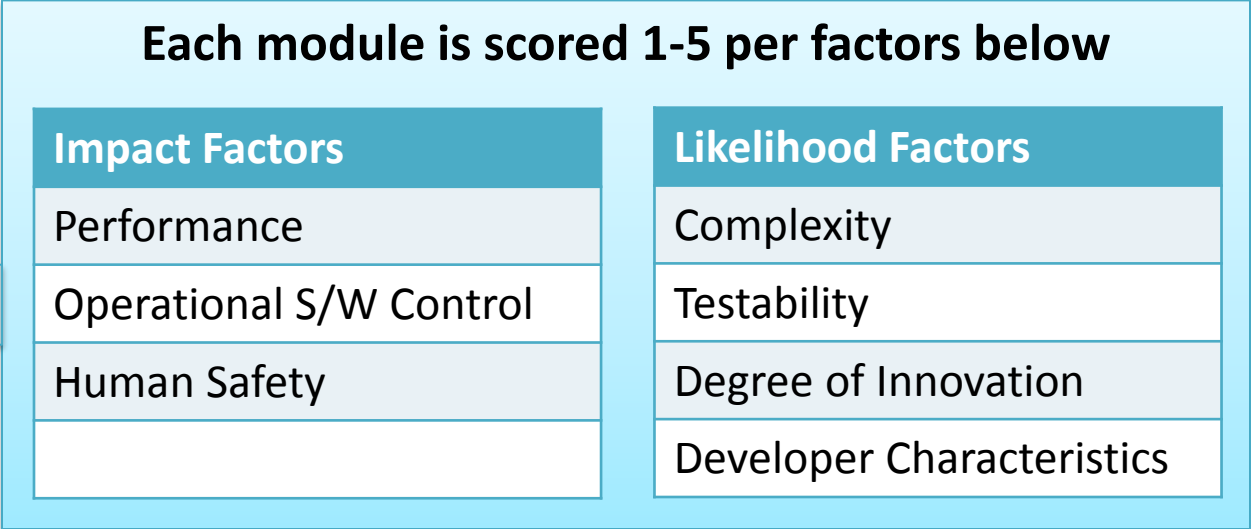 Each module is scored 1-5 per factors below
Impact Factors
Performance
Operational S/W Control
Human Safety
Likelihood Factors
Complexity
Testability
Degree of Innovation
Developer Characteristics